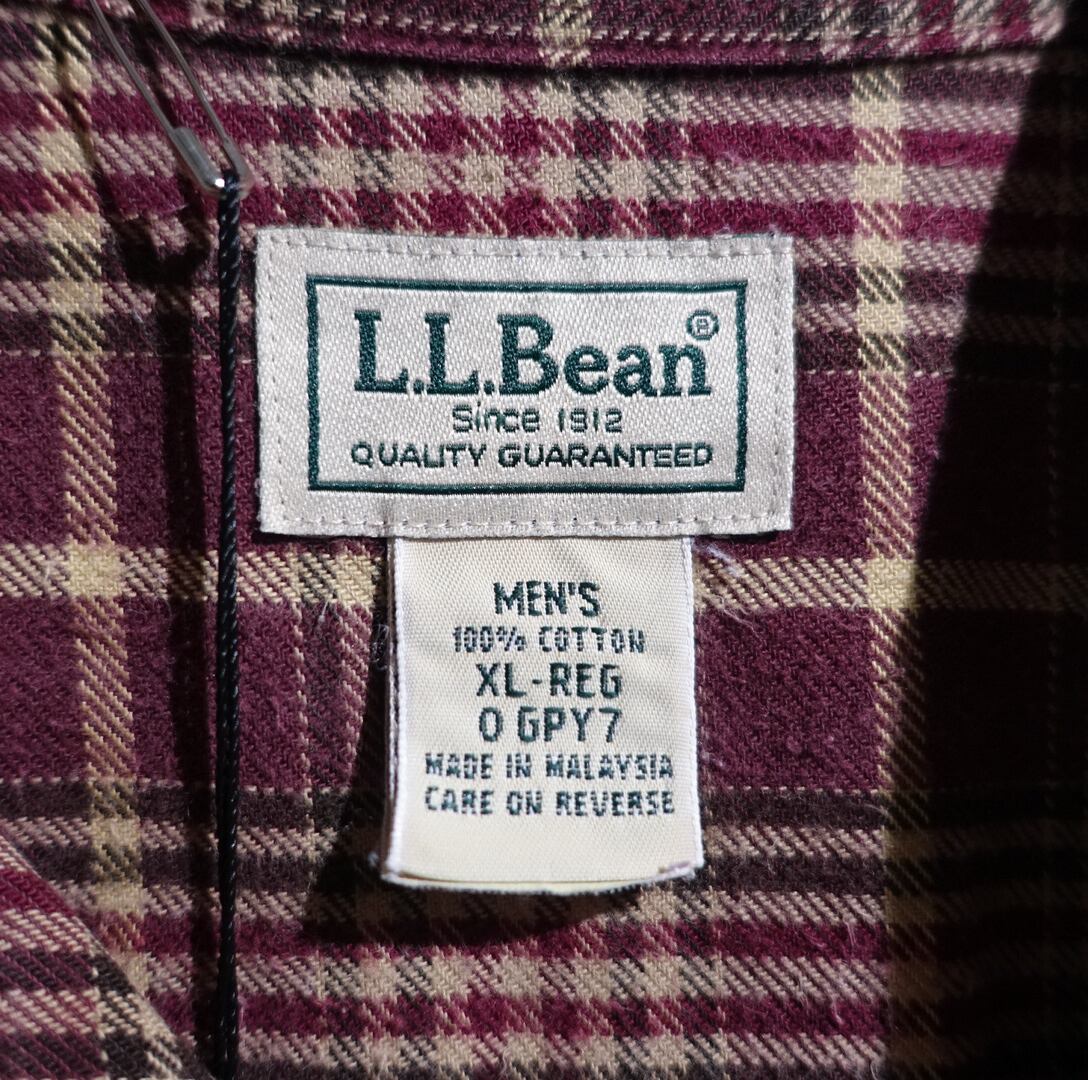 L.L.Bean®
Since 1912
QUALITY GUARANTEED
MEN'S
100% COTTON
XL-REG
0 GPY7
MADE IN MALAYSIA
CARE ON REVERSE